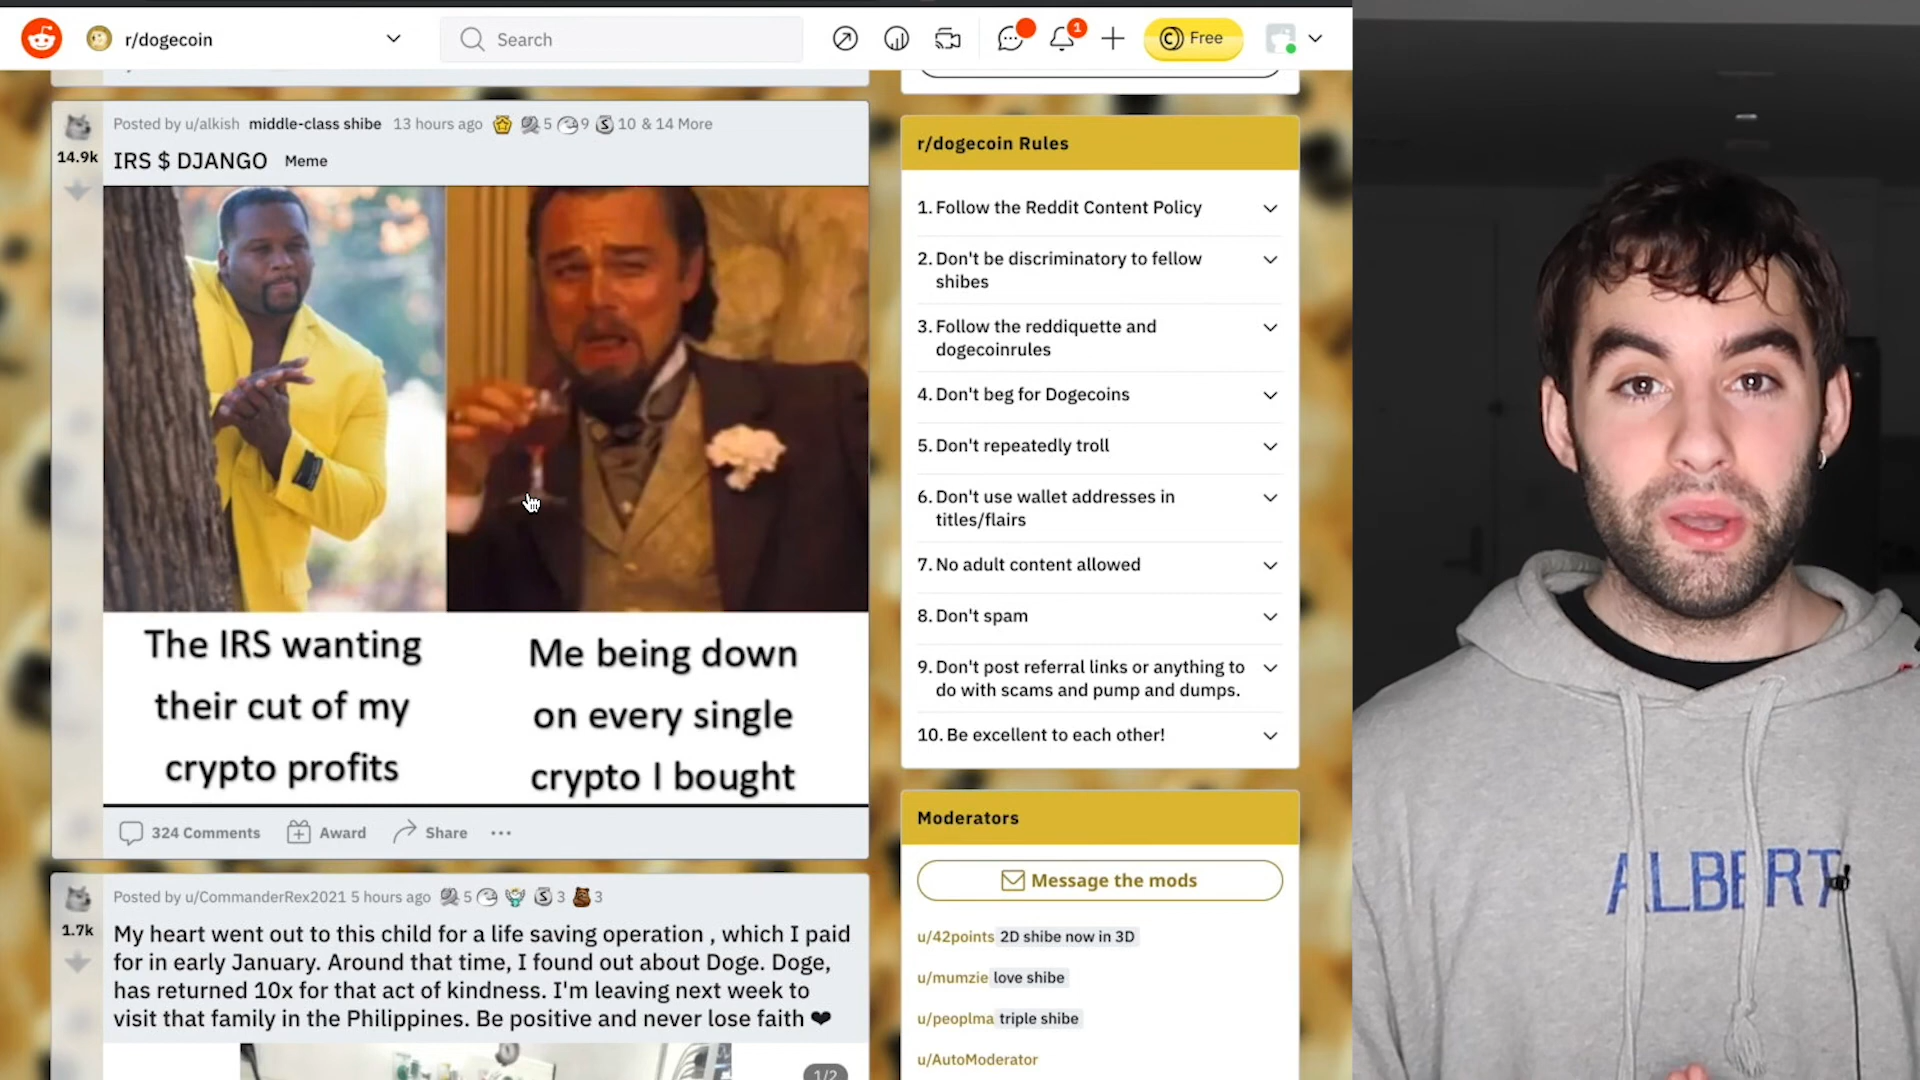 r/dogecoin
Search
1
Free
Posted by u/alkish middle-class shibe 13 hours ago 5 9 10 & 14 More
14.9k
IRS $ DJANGO Meme
The IRS wanting
their cut of my
crypto profits
Me being down
on every single
crypto I bought
324 Comments Award Share
Posted by u/CommanderRex2021 5 hours ago 5 3 3
1.7k
My heart went out to this child for a life saving operation , which I paid
for in early January. Around that time, I found out about Doge. Doge,
has returned 10x for that act of kindness. I'm leaving next week to
visit that family in the Philippines. Be positive and never lose faith ❤
1/2
r/dogecoin Rules
1. Follow the Reddit Content Policy
2. Don't be discriminatory to fellow
shibes
3. Follow the reddiquette and
dogecoinrules
4. Don't beg for Dogecoins
5. Don't repeatedly troll
6. Don't use wallet addresses in
titles/flairs
7. No adult content allowed
8. Don't spam
9. Don't post referral links or anything to
do with scams and pump and dumps.
10. Be excellent to each other!
Moderators
Message the mods
u/42points 2D shibe now in 3D
u/mumzie love shibe
u/peoplma triple shibe
u/AutoModerator
ALBERT